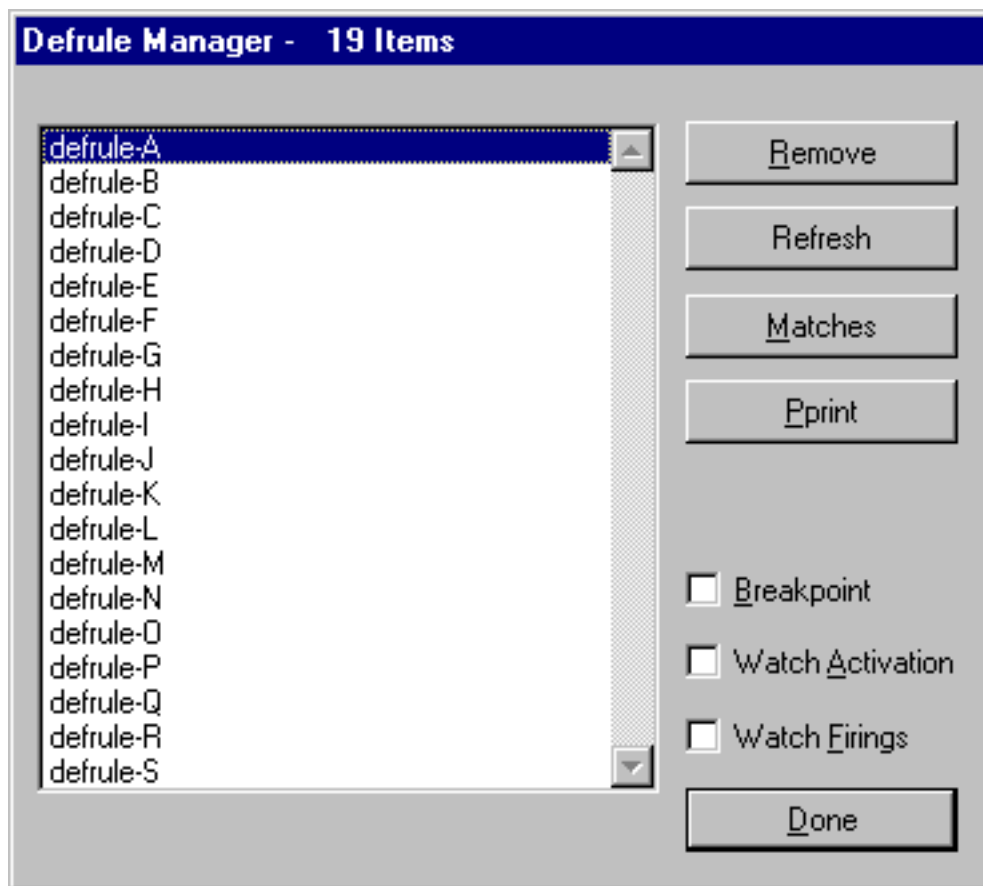 Defrule Manager -   19 Items
defrule-A
defrule-B
defrule-C
defrule-D
defrule-E
defrule-F
defrule-G
defrule-H
defrule-I
defrule-J
defrule-K
defrule-L
defrule-M
defrule-N
defrule-O
defrule-P
defrule-Q
defrule-R
defrule-S
Remove
Refresh
Matches
Pprint
Breakpoint
Watch Activation
Watch Firings
Done